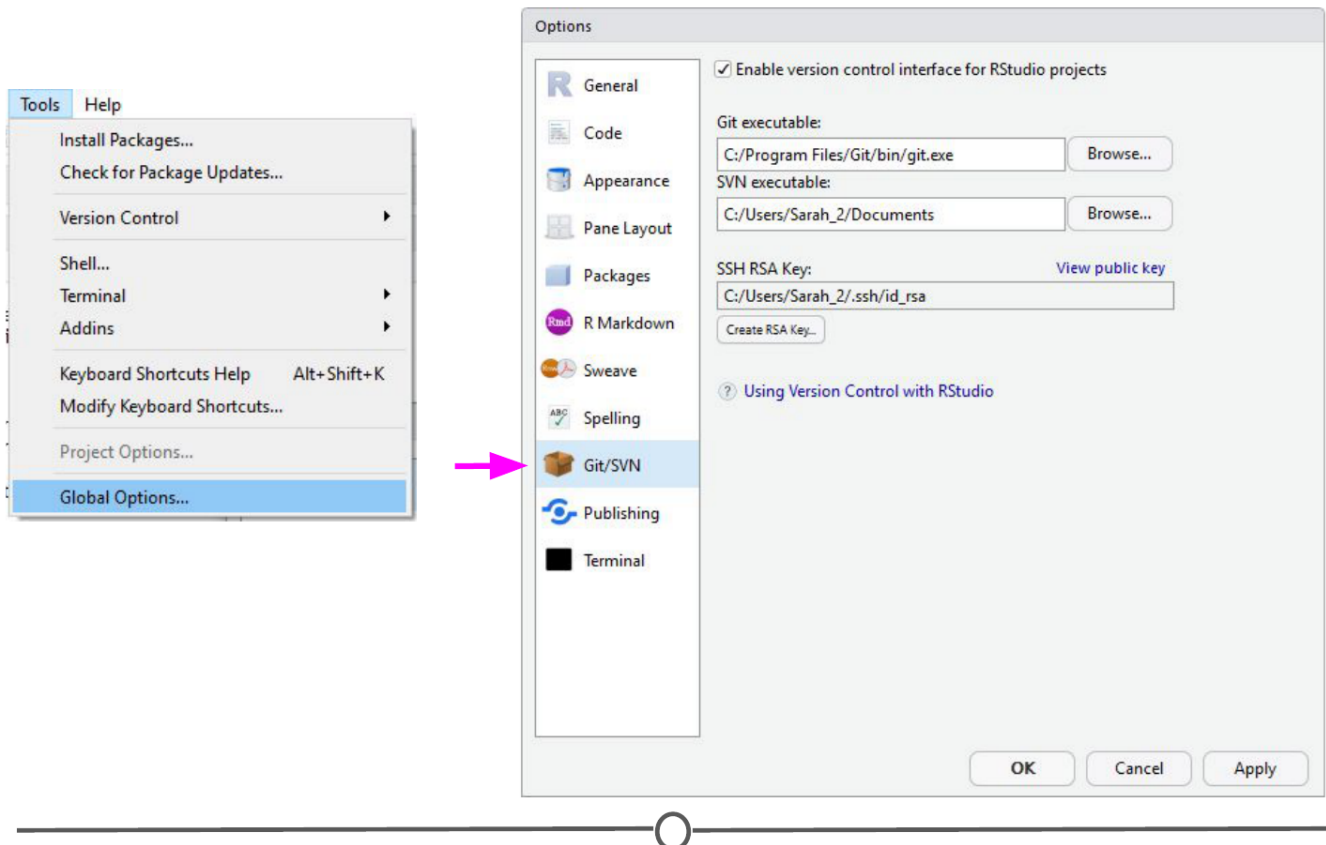 Tools Help
Install Packages...
Check for Package Updates...
Version Control
Shell...
Terminal
Addins
Keyboard Shortcuts Help Alt+Shift+K
Modify Keyboard Shortcuts...
Project Options...
Global Options...
Options
General
Code
Appearance
Pane Layout
Packages
Rmd R Markdown
Sweave
ABC Spelling
Git/SVN
Publishing
Terminal
Enable version control interface for RStudio projects
Git executable:
C:/Program Files/Git/bin/git.exe Browse...
SVN executable:
C:/Users/Sarah_2/Documents Browse...
SSH RSA Key: View public key
C:/Users/Sarah_2/.ssh/id_rsa
Create RSA Key...
? Using Version Control with RStudio
OK Cancel Apply